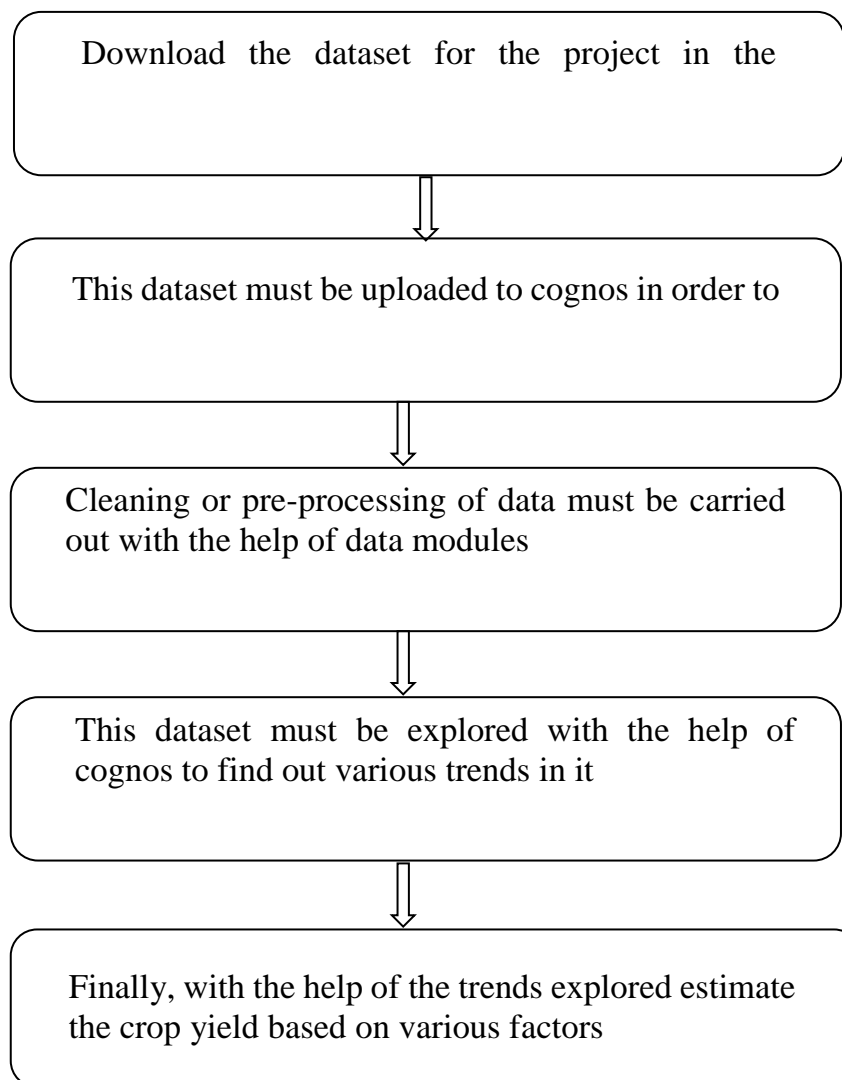 Download the dataset for the project in the
This dataset must be uploaded to cognos in order to
Cleaning or pre-processing of data must be carried
out with the help of data modules
This dataset must be explored with the help of
cognos to find out various trends in it
Finally, with the help of the trends explored estimate
the crop yield based on various factors